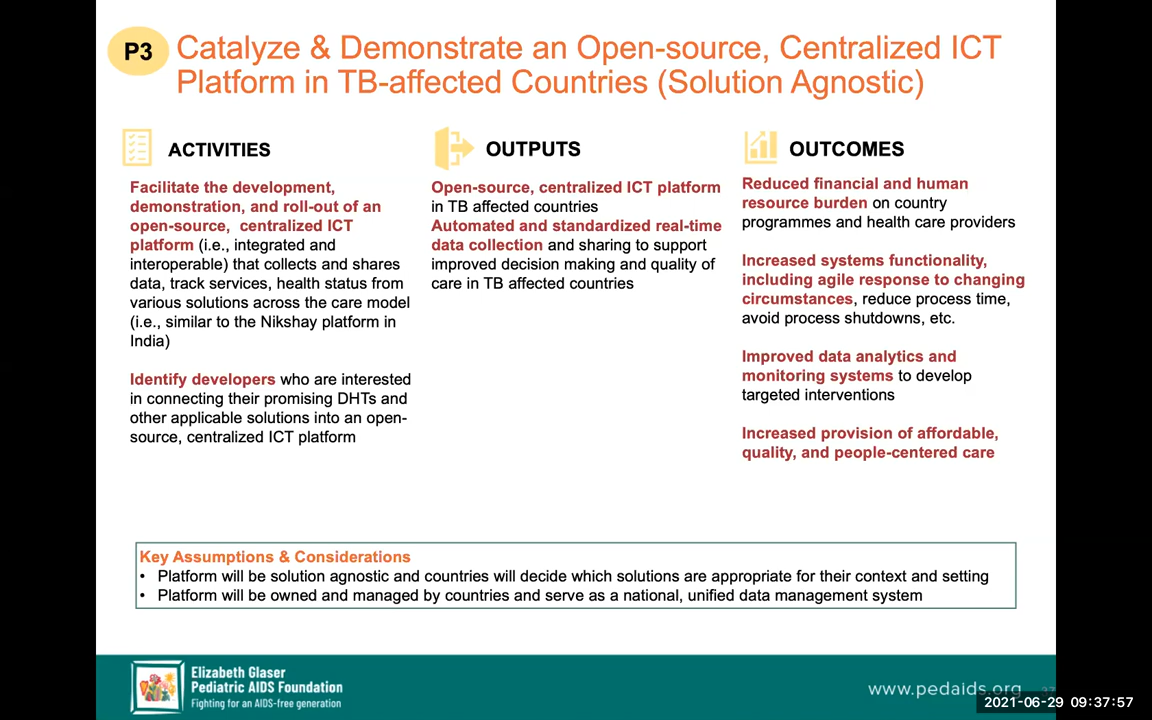 P3
Catalyze & Demonstrate an Open-source, Centralized ICT
Platform in TB-affected Countries (Solution Agnostic)
ACTIVITIES
Facilitate the development,
demonstration, and roll-out of an
open-source, centralized ICT
platform (i.e., integrated and
interoperable) that collects and shares
data, track services, health status from
various solutions across the care model
(i.e., similar to the Nikshay platform in
India)
Identify developers who are interested
in connecting their promising DHTs and
other applicable solutions into an open-
source, centralized ICT platform
OUTPUTS
Open-source, centralized ICT platform
in TB affected countries
Automated and standardized real-time
data collection and sharing to support
improved decision making and quality of
care in TB affected countries
OUTCOMES
Reduced financial and human
resource burden on country
programmes and health care providers
Increased systems functionality,
including agile response to changing
circumstances, reduce process time,
avoid process shutdowns, etc.
Improved data analytics and
monitoring systems to develop
targeted interventions
Increased provision of affordable,
quality, and people-centered care
Key Assumptions & Considerations
• Platform will be solution agnostic and countries will decide which solutions are appropriate for their context and setting
• Platform will be owned and managed by countries and serve as a national, unified data management system
Elizabeth Glaser
Pediatric AIDS Foundation
Fighting for an AIDS-free generation
www.pedaids.org
2021-06-29 09:37:57